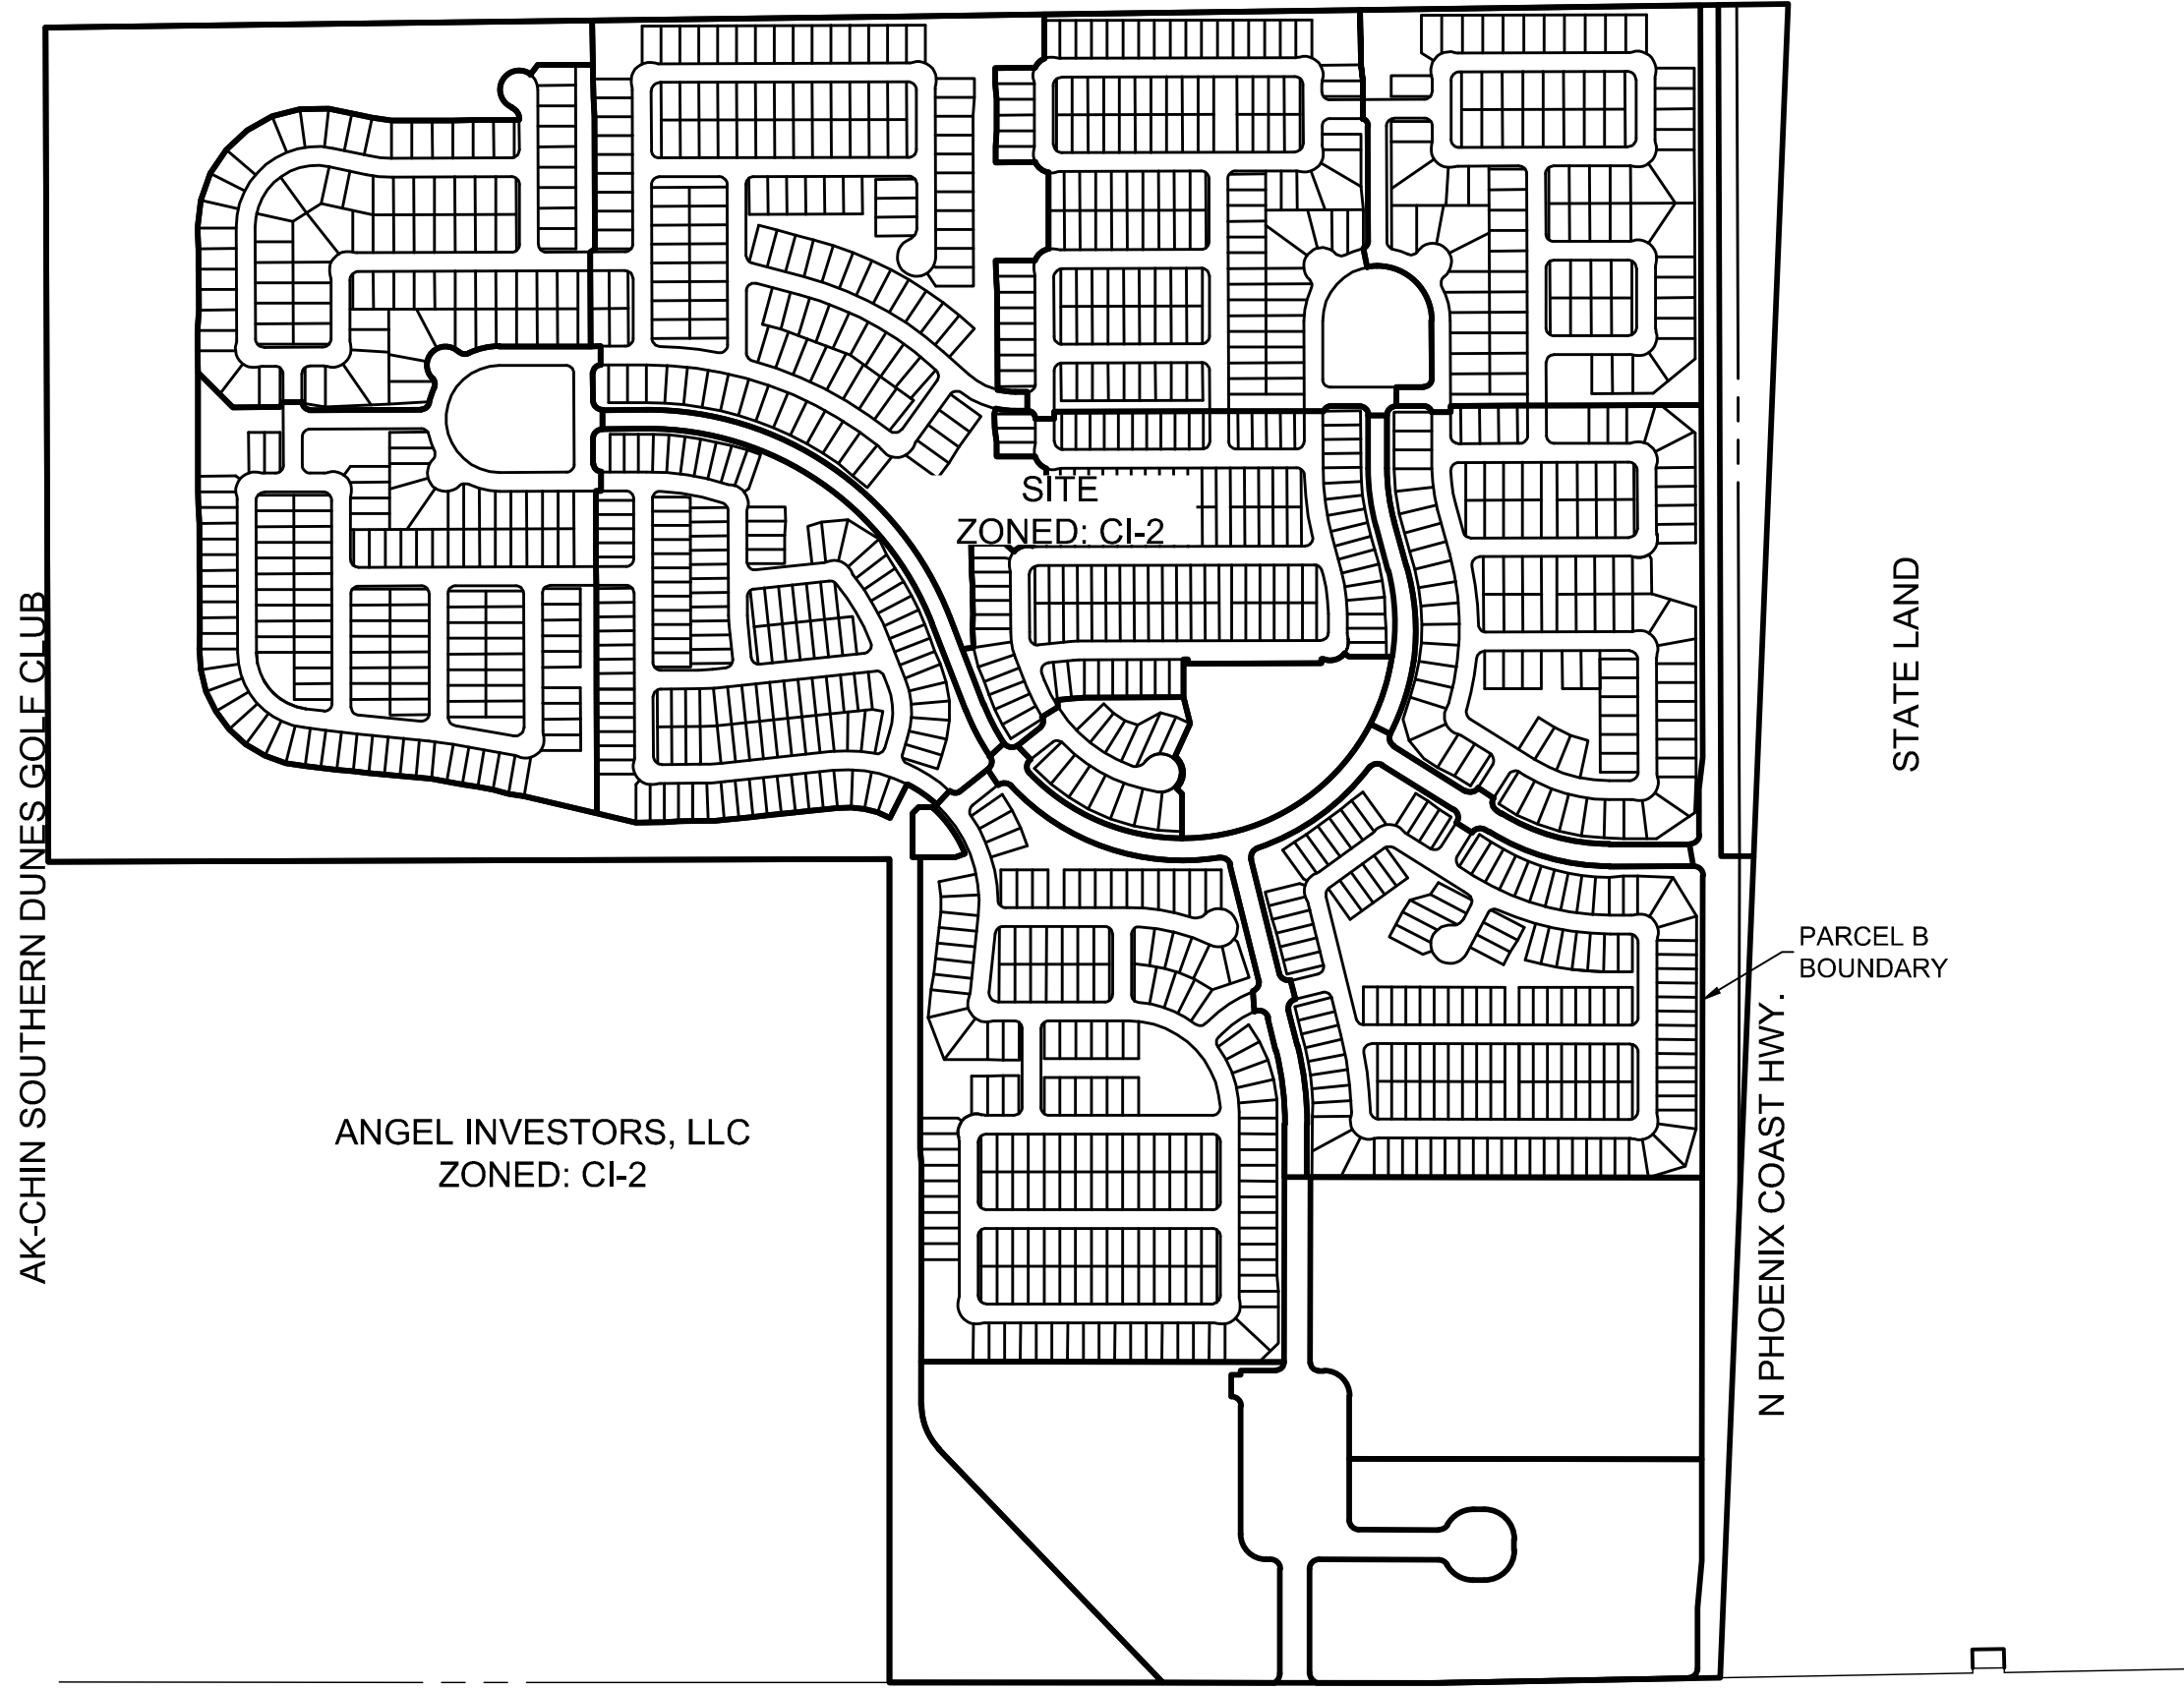 SITE
ZONED: CI-2
AK-CHIN SOUTHERN DUNES GOLF CLUB
STATE LAND
PARCEL B
BOUNDARY
N PHOENIX COAST HWY.
ANGEL INVESTORS, LLC
ZONED: CI-2